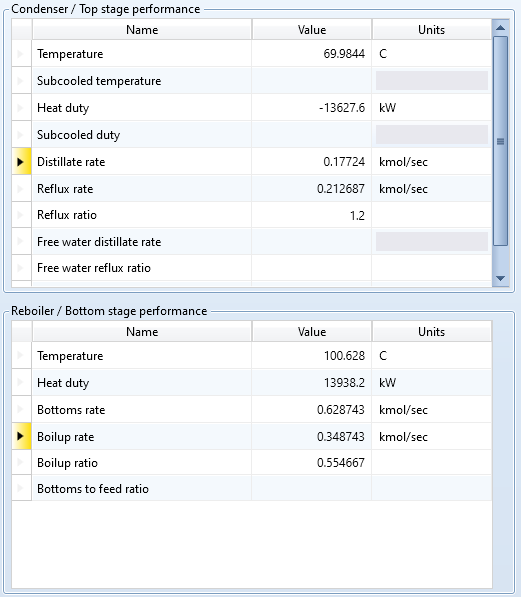 Condenser / Top stage performance
Name Value Units
Temperature 69.9844 C
Subcooled temperature
Heat duty -13627.6 kW
Subcooled duty
Distillate rate 0.17724 kmol/sec
Reflux rate 0.212687 kmol/sec
Reflux ratio 1.2
Free water distillate rate
Free water reflux ratio
Reboiler / Bottom stage performance
Name Value Units
Temperature 100.628 C
Heat duty 13938.2 kW
Bottoms rate 0.628743 kmol/sec
Boilup rate 0.348743 kmol/sec
Boilup ratio 0.554667
Bottoms to feed ratio